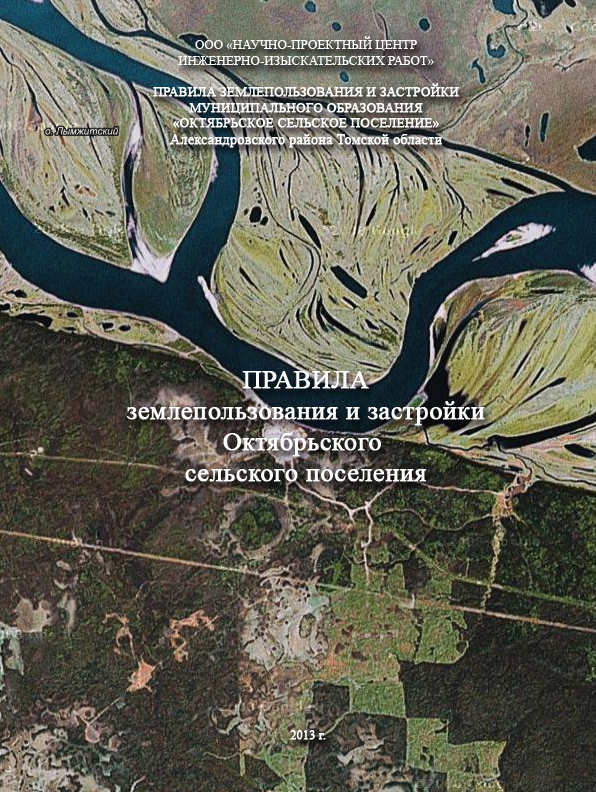 ООО «НАУЧНО-ПРОЕКТНЫЙ ЦЕНТР
ИНЖЕНЕРНО-ИЗЫСКАТЕЛЬСКИХ РАБОТ»
ПРАВИЛА ЗЕМЛЕПОЛЬЗОВАНИЯ И ЗАСТРОЙКИ
МУНИЦИПАЛЬНОГО ОБРАЗОВАНИЯ
«ОКТЯБРЬСКОЕ СЕЛЬСКОЕ ПОСЕЛЕНИЕ»
Александровского района Томской области
о. Лымжитский
ПРАВИЛА
землепользования и застройки
Октябрьского
сельского поселения
2013 г.